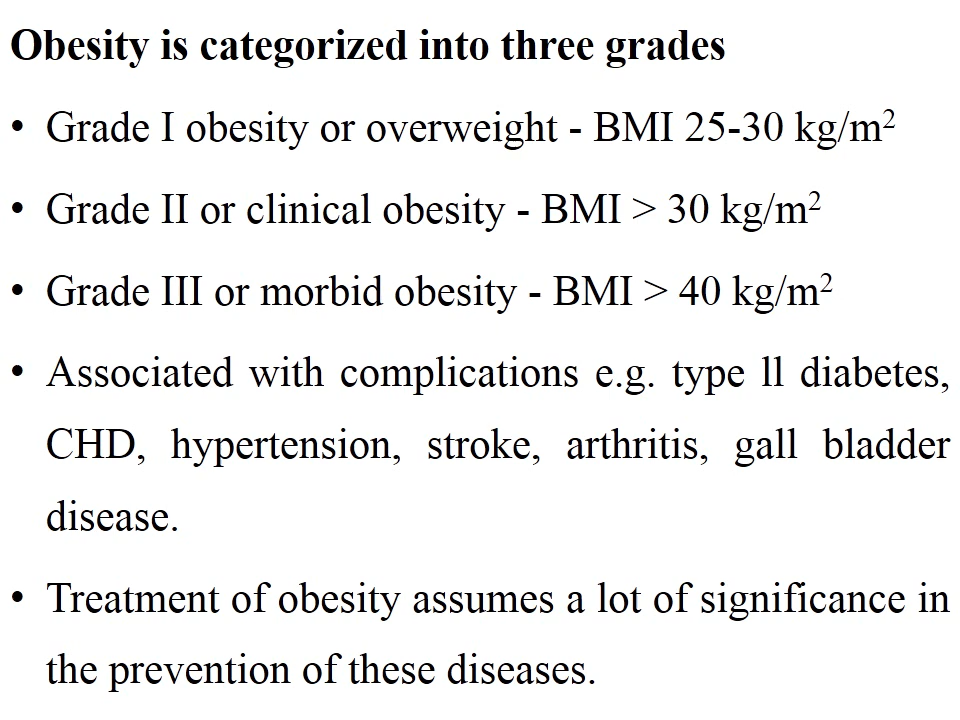 Obesity is categorized into three grades
• Grade I obesity or overweight - BMI 25-30 kg/m²
• Grade II or clinical obesity - BMI > 30 kg/m²
• Grade III or morbid obesity - BMI > 40 kg/m²
• Associated with complications e.g. type ll diabetes,
CHD, hypertension, stroke, arthritis, gall bladder
disease.
• Treatment of obesity assumes a lot of significance in
the prevention of these diseases.